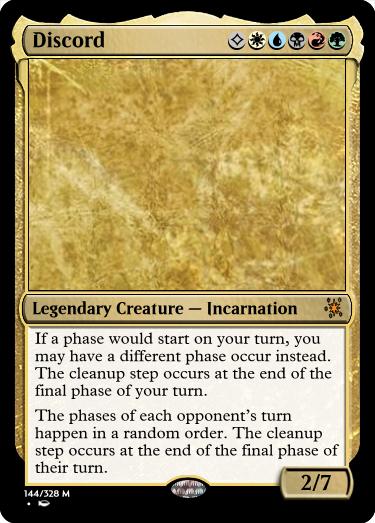 Discord
Legendary Creature — Incarnation
If a phase would start on your turn, you
may have a different phase occur instead.
The cleanup step occurs at the end of the
final phase of your turn.
The phases of each opponent's turn
happen in a random order. The cleanup
step occurs at the end of the final phase of
their turn.
2/7
144/328 M